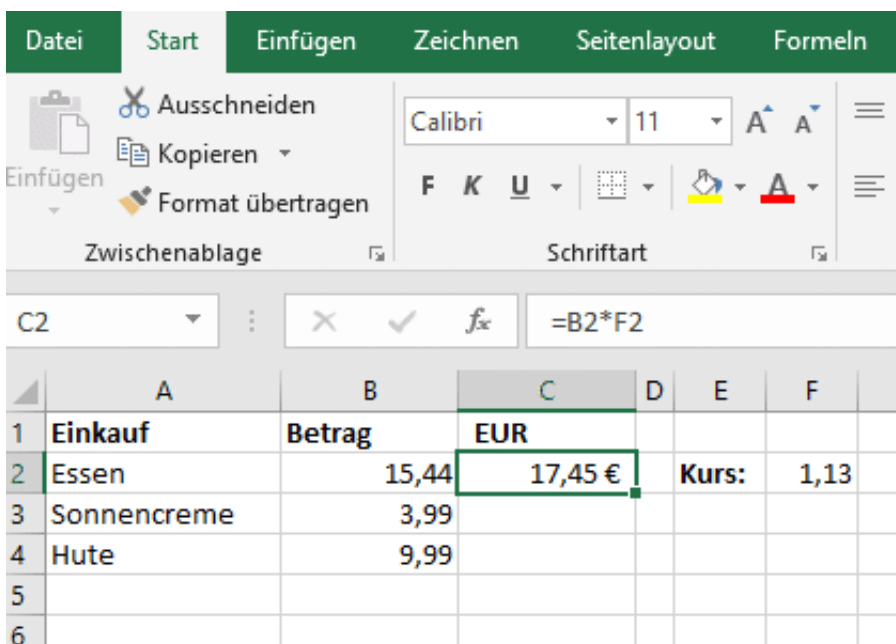 Datei Start Einfügen Zeichnen Seitenlayout Formeln
Einfügen
Ausschneiden
Kopieren
Format übertragen
Zwischenablage
Calibri 11 A A
F K U A
Schriftart
C2 fx =B2*F2
A B C D E F
1 Einkauf Betrag EUR
2 Essen 15,44 17,45 € Kurs: 1,13
3 Sonnencreme 3,99
4 Hute 9,99
5
6